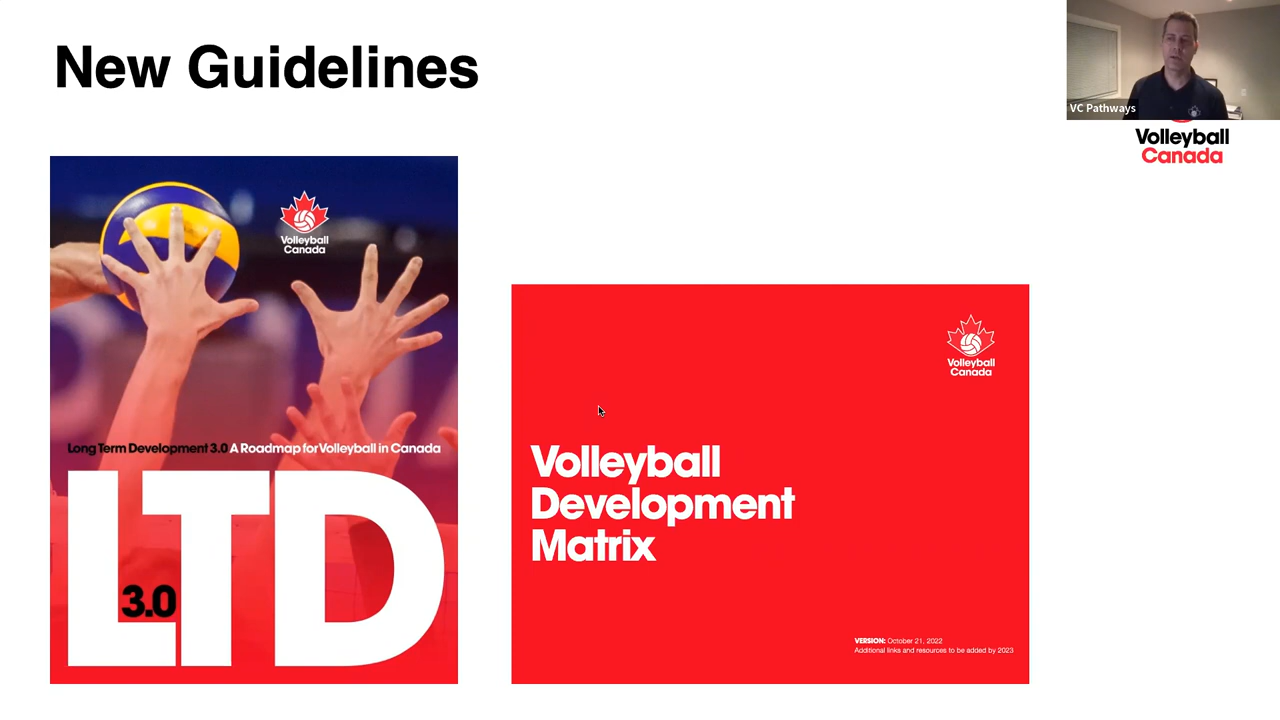 New Guidelines
VC Pathways
Volleyball
Canada
Volleyball
Canada
Long Term Development 3.0 A Roadmap for Volleyball in Canada
LTD
3.0
Volleyball
Canada
Volleyball
Development
Matrix
VERSION: October 21, 2022
Additional links and resources to be added by 2023